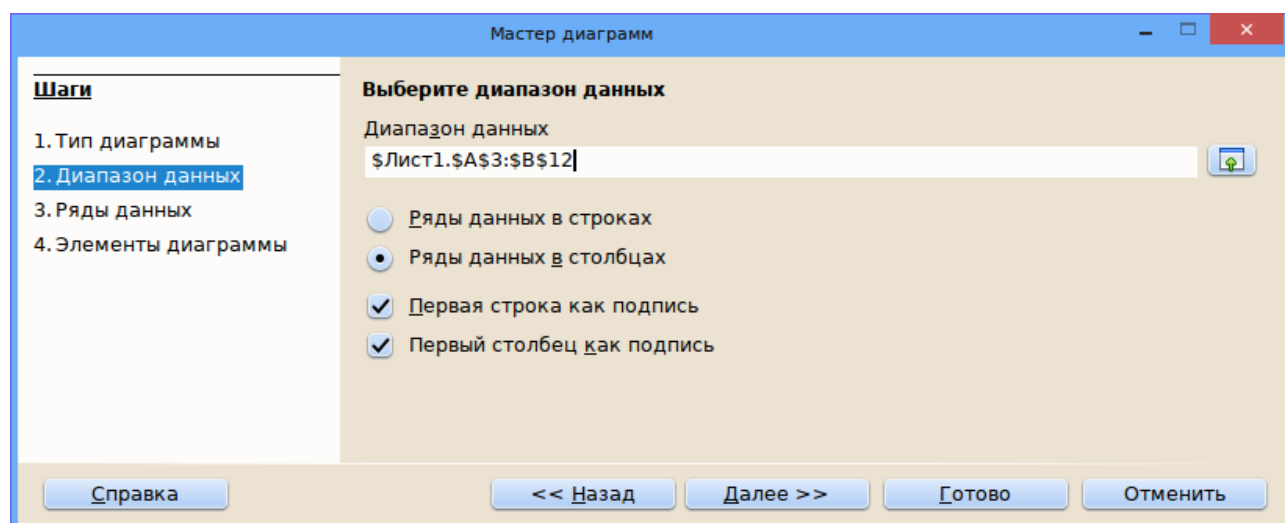 Мастер диаграмм
Шаги
1. Тип диаграммы
2. Диапазон данных
3. Ряды данных
4. Элементы диаграммы
Выберите диапазон данных
Диапазон данных
$Лист1.$A$3:$B$12
Ряды данных в строках
Ряды данных в столбцах
Первая строка как подпись
Первый столбец как подпись
Справка
<< Назад
Далее >>
Готово
Отменить